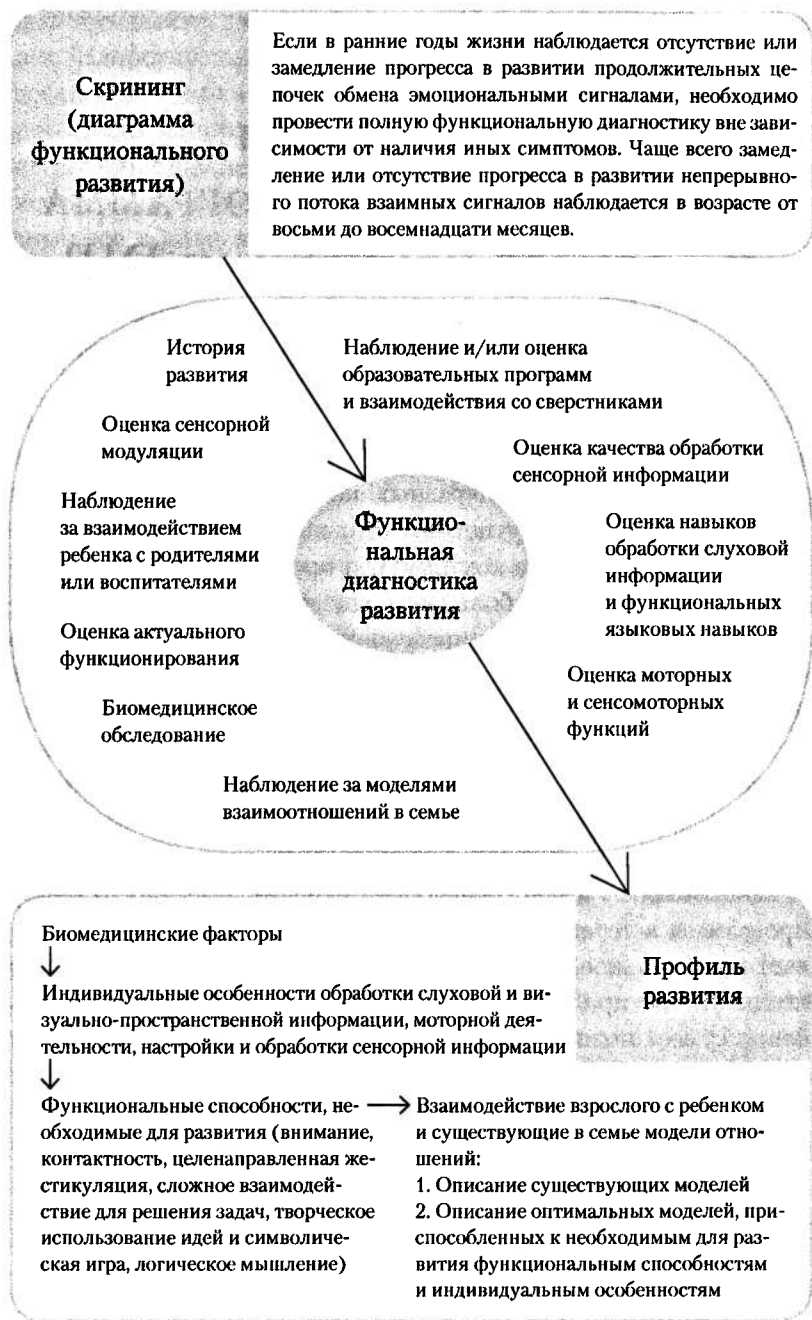 Скрининг
(диаграмма
функционального
развития)
Если в ранние годы жизни наблюдается отсутствие или
замедление прогресса в развитии продолжительных це-
почек обмена эмоциональными сигналами, необходимо
провести полную функциональную диагностику вне зави-
симости от наличия иных симптомов. Чаще всего замед-
ление или отсутствие прогресса в развитии непрерывно-
го потока взаимных сигналов наблюдается в возрасте от
восьми до восемнадцати месяцев.
История
развития
Наблюдение и/или оценка
образовательных программ
и взаимодействия со сверстниками
Оценка сенсорной
модуляции
Оценка качества обработки
сенсорной информации
Наблюдение
за взаимодействием
ребенка с родителями
или воспитателями
Функцио-
нальная
диагностика
развития
Оценка навыков
обработки слуховой
информации
и функциональных
языковых навыков
Оценка актуального
функционирования
Оценка моторных
и сенсомоторных
функций
Биомедицинское
обследование
Наблюдение за моделями
взаимоотношений в семье
Профиль
развития
Биомедицинские факторы
Индивидуальные особенности обработки слуховой и ви-
зуально-пространственной информации, моторной дея-
тельности, настройки и обработки сенсорной информации
Функциональные способности, не-
обходимые для развития (внимание,
контактность, целенаправленная же-
стикуляция, сложное взаимодей-
ствие для решения задач, творческое
использование идей и символиче-
ская игра, логическое мышление)
Взаимодействие взрослого с ребенком
и существующие в семье модели отно-
шений:
1. Описание существующих моделей
2. Описание оптимальных моделей, при-
способленных к необходимым для раз-
вития функциональным способностям
и индивидуальным особенностям